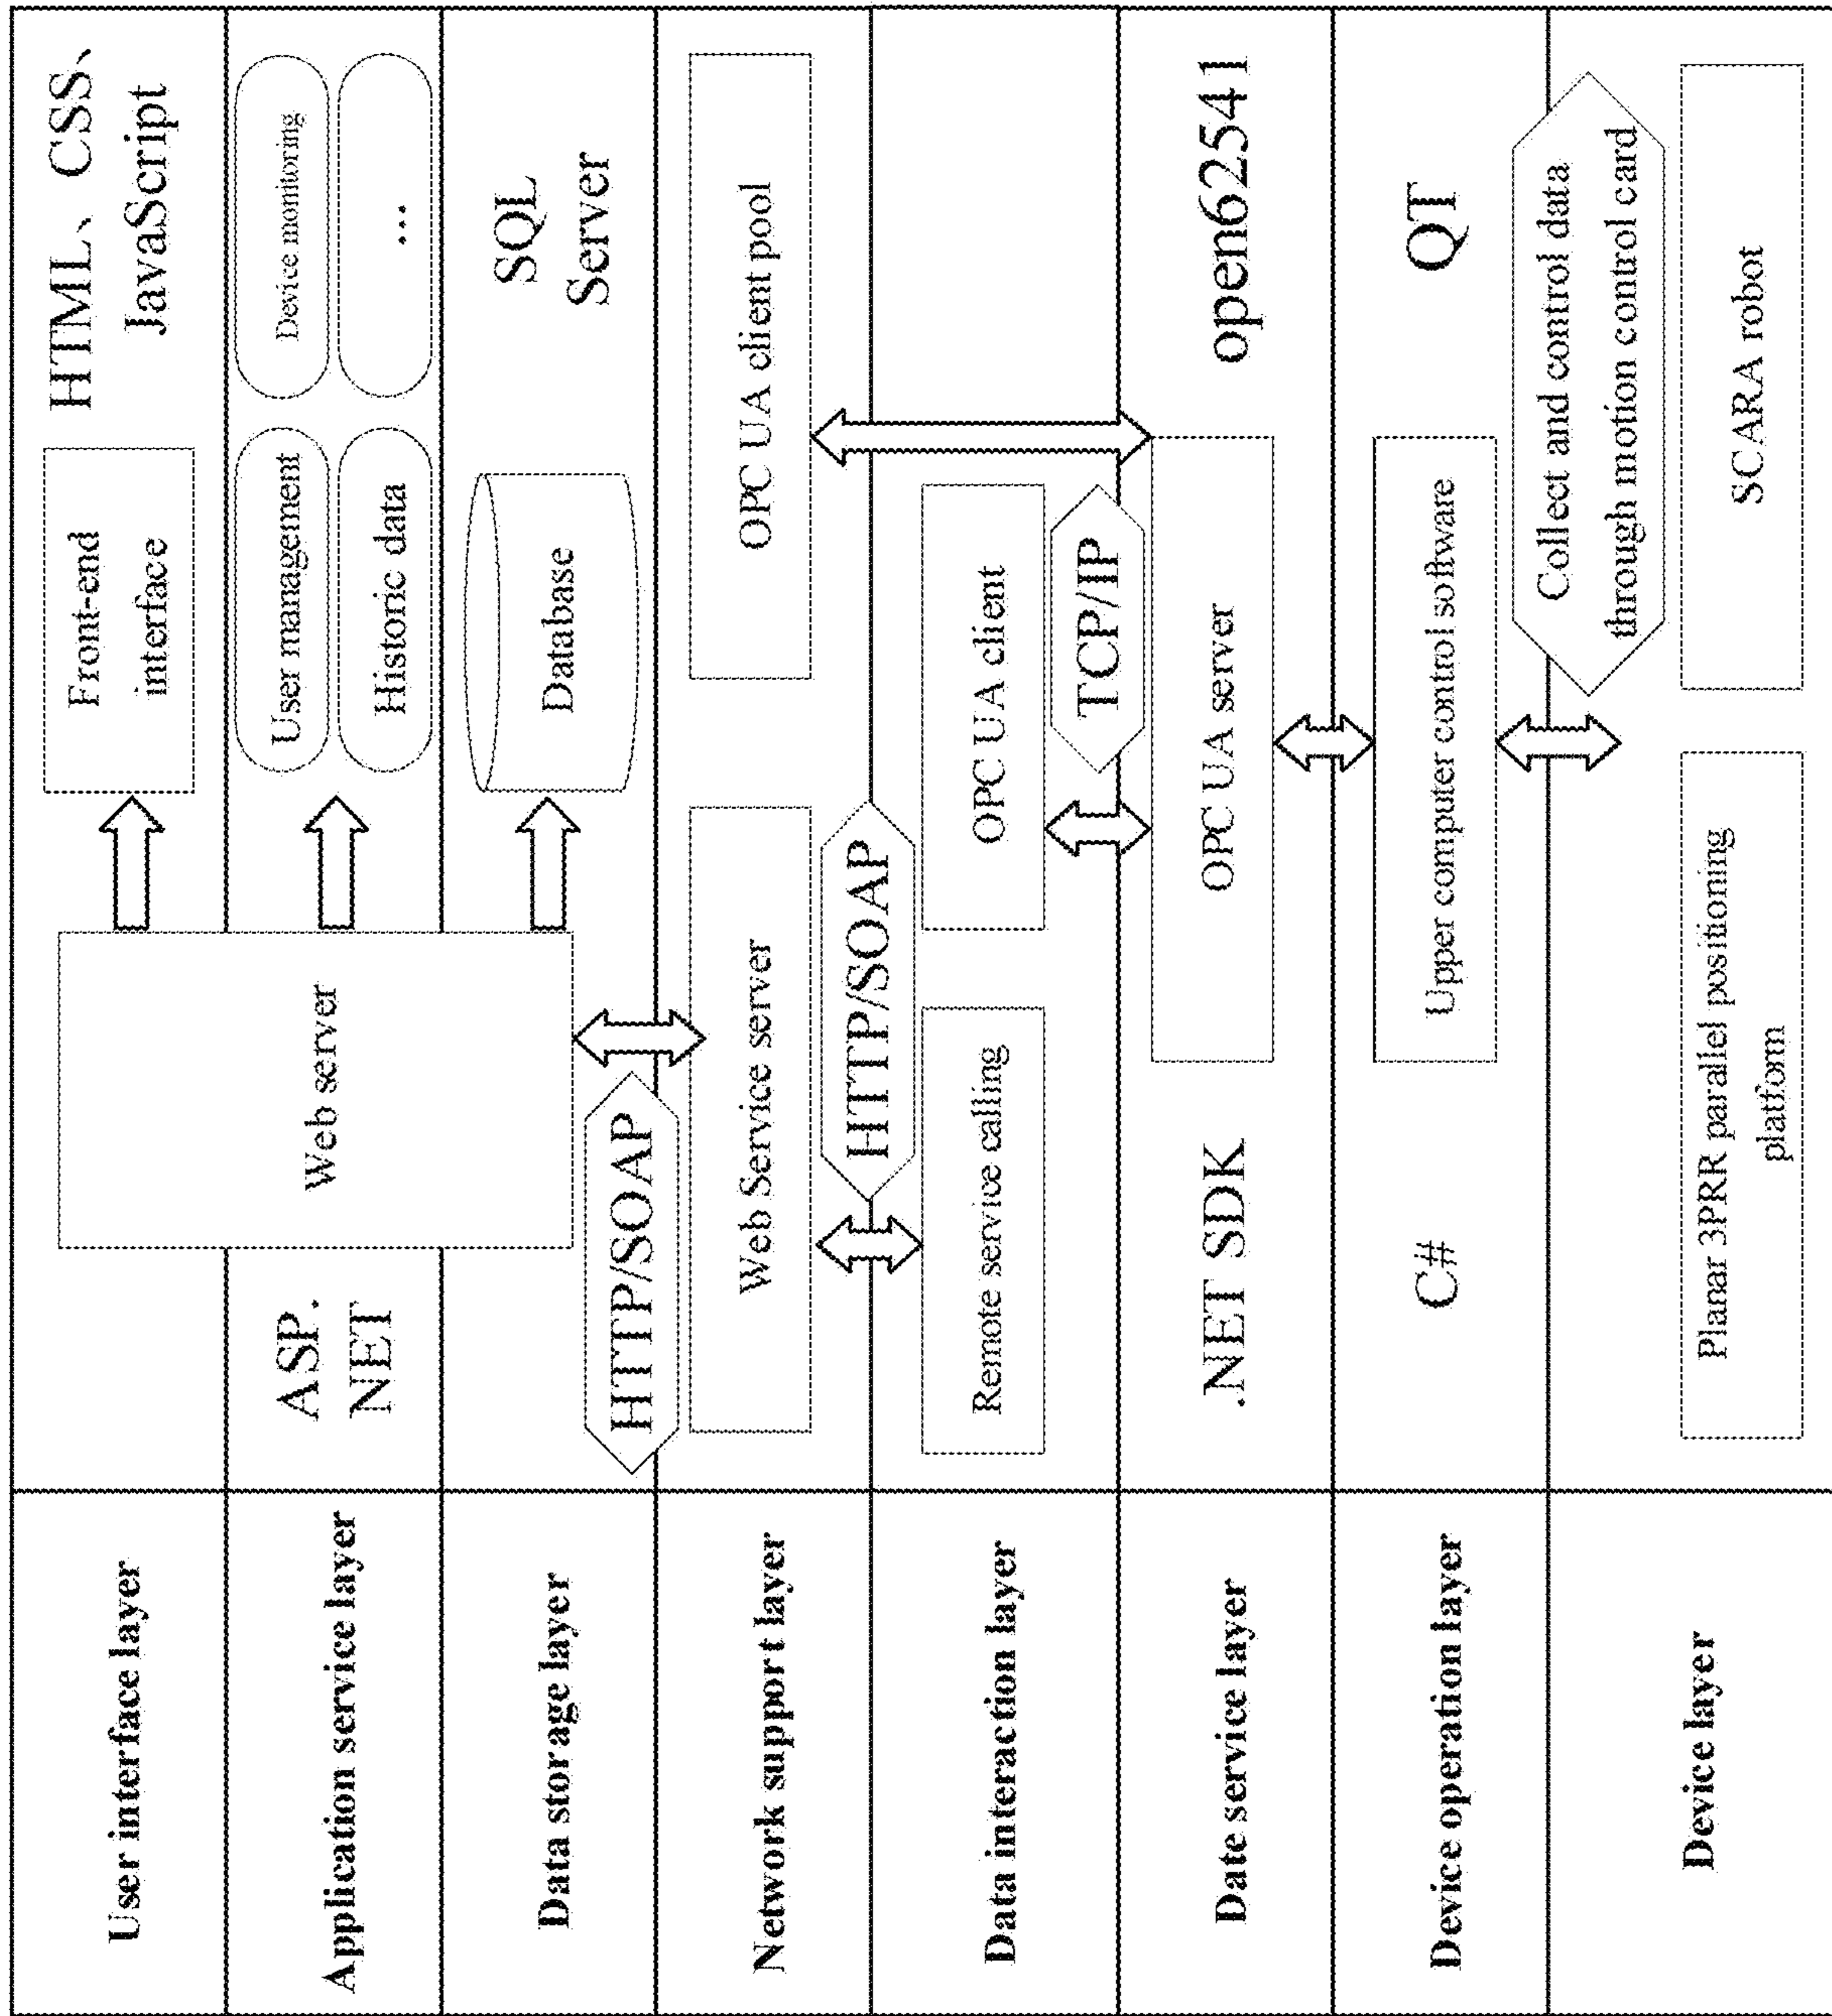 User interface layer
ASP.
NET
Web server
Front-end
interface
HTML、CSS、
JavaScript
Application service layer
User management
Device monitoring
Historic data
...
Data storage layer
Database
SQL
Server
HTTP/SOAP
Network support layer
Web Service server
OPC UA client pool
HTTP/SOAP
Data interaction layer
Remote service calling
OPC UA client
TCP/IP
Date service layer
.NET SDK
OPC UA server
open62541
Device operation layer
C#
Upper computer control software
QT
Collect and control data
through motion control card
Device layer
Planar 3PRR parallel positioning
platform
SCARA robot